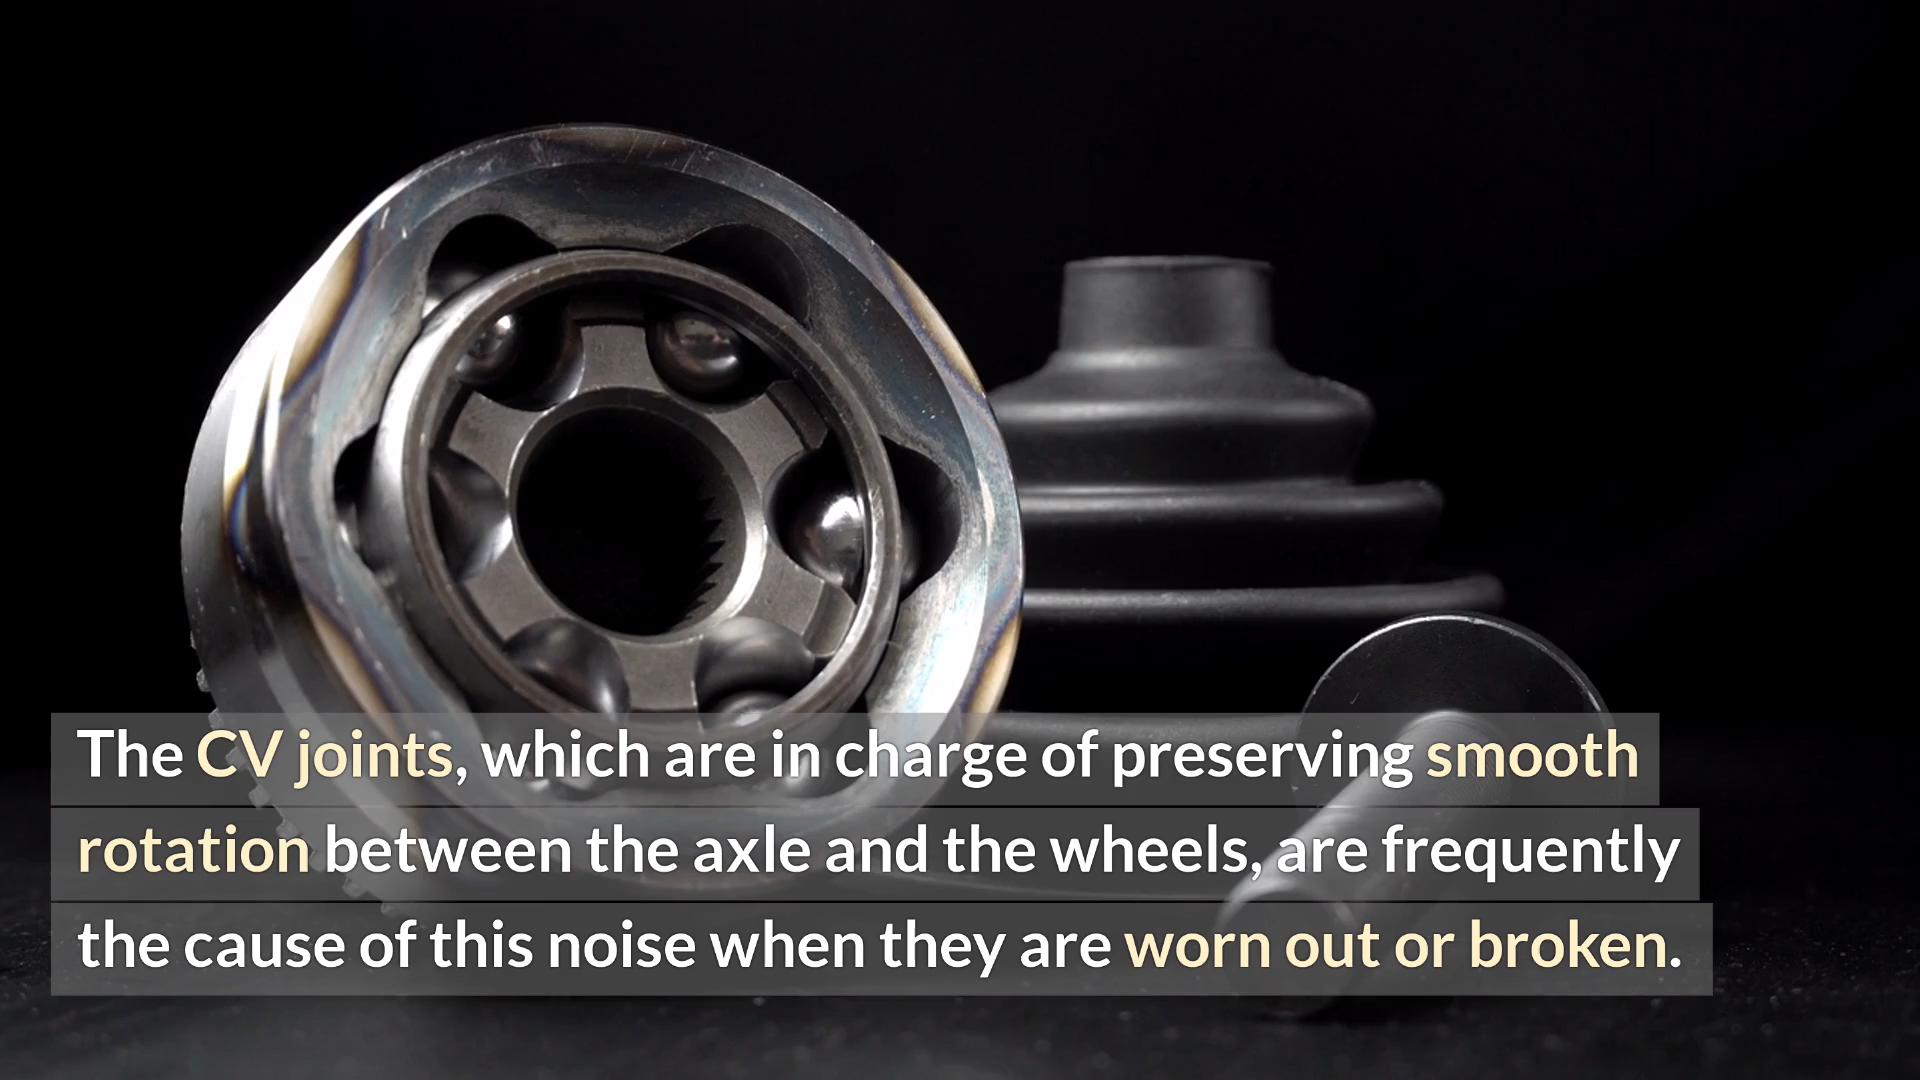 The CV joints, which are in charge of preserving smooth
rotation between the axle and the wheels, are frequently
the cause of this noise when they are worn out or broken.